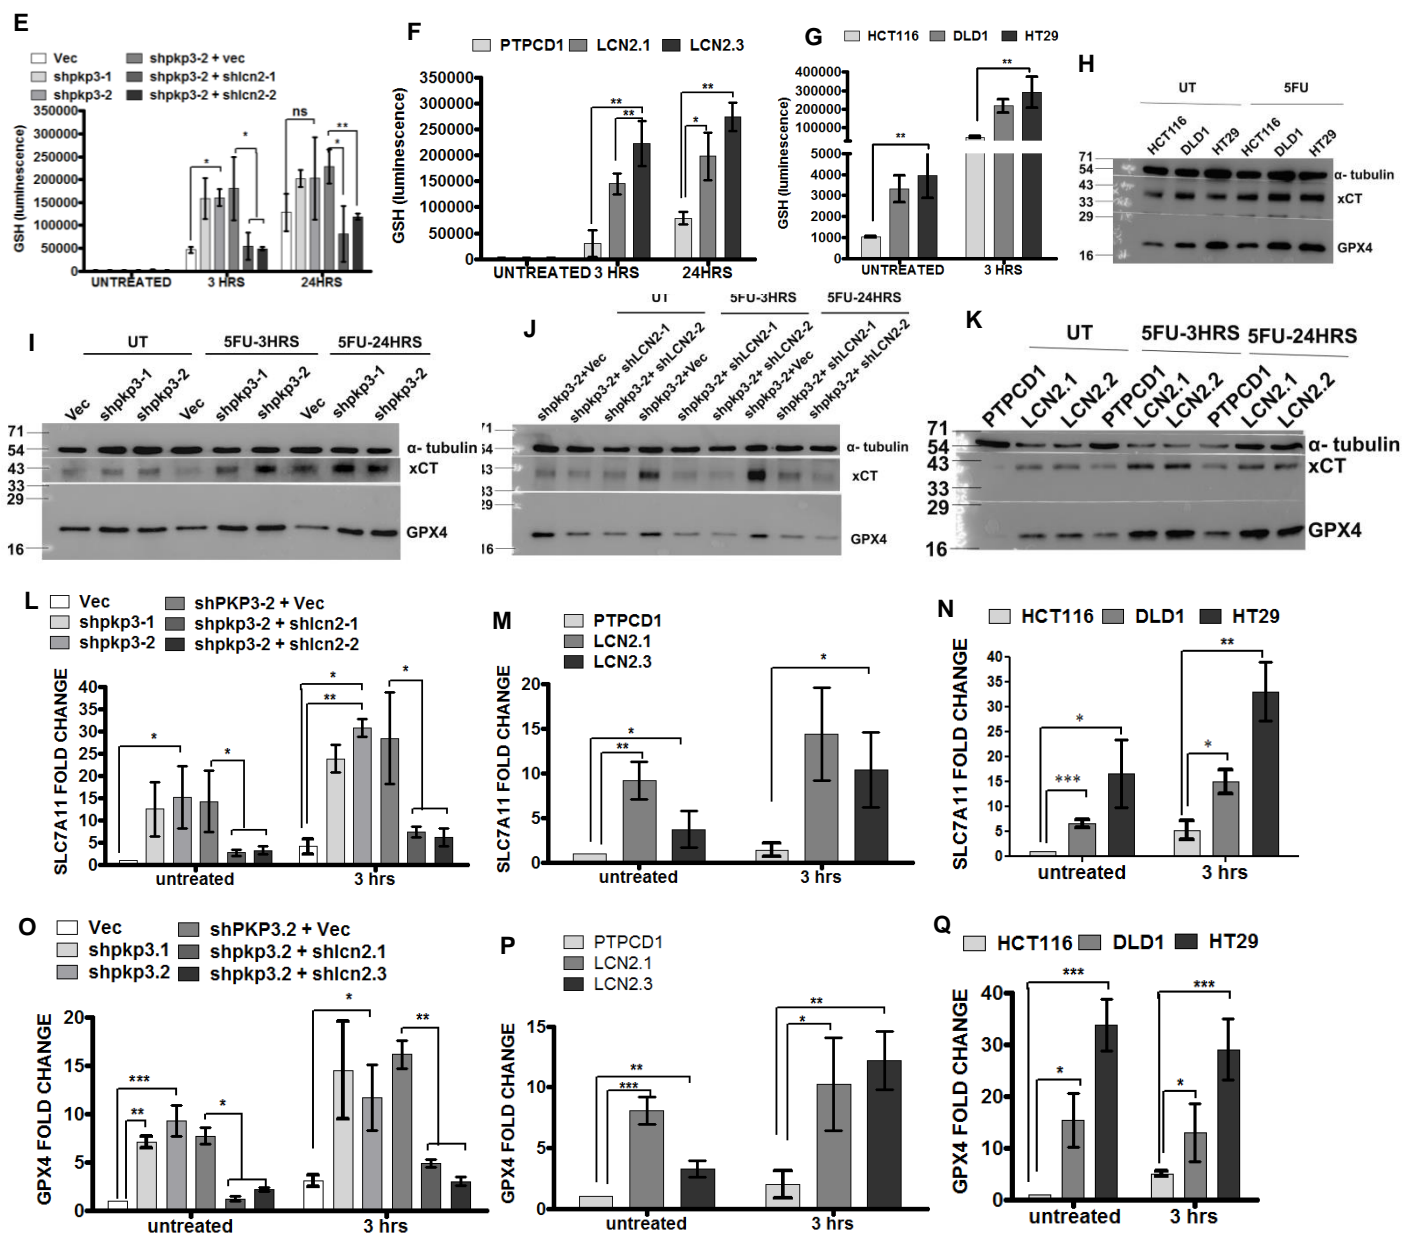 E
Vec
shpkp3-1
shpkp3-2
shpkp3-2 + vec
shpkp3-2 + shlcn2-1
shpkp3-2 + shlcn2-2
GSH (luminescence)
350000
300000
250000
200000
150000
100000
50000
0
* * ns * **
UNTREATED 3 HRS 24HRS
F
PTPCD1 LCN2.1 LCN2.3
GSH (luminescence)
350000
300000
250000
200000
150000
100000
50000
0
** ** * **
UNTREATED 3 HRS 24HRS
G
HCT116 DLD1 HT29
GSH (luminescence)
400000
300000
200000
100000
5000
4000
3000
2000
1000
0
** **
UNTREATED 3 HRS
H
UT 5FU
HCT116 DLD1 HT29 HCT116 DLD1 HT29
71
54
43
33
29
16
α- tubulin
xCT
GPX4
I
UT 5FU-3HRS 5FU-24HRS
Vec shpkp3-1 shpkp3-2 Vec shpkp3-1 shpkp3-2 Vec shpkp3-1 shpkp3-2
71
54
43
33
29
16
α- tubulin
xCT
GPX4
J
UT 5FU-3HRS 5FU-24HRS
shpkp3-2+Vec shpkp3-2+ shLCN2-1 shpkp3-2+ shLCN2-2 shpkp3-2+Vec shpkp3-2+ shLCN2-1 shpkp3-2+ shLCN2-2 shpkp3-2+Vec shpkp3-2+ shLCN2-1 shpkp3-2+ shLCN2-2
54
33
29
16
α- tubulin
xCT
GPX4
K
UT 5FU-3HRS 5FU-24HRS
PTPCD1 LCN2.1 LCN2.2 PTPCD1 LCN2.1 LCN2.2 PTPCD1 LCN2.1 LCN2.2
71
54
43
33
29
16
α- tubulin
xCT
GPX4
L
Vec
shpkp3-1
shpkp3-2
shPKP3-2 + Vec
shpkp3-2 + shlcn2-1
shpkp3-2 + shlcn2-2
SLC7A11 FOLD CHANGE
40
35
30
25
20
15
10
5
0
* * * ** *
untreated 3 hrs
M
PTPCD1
LCN2.1
LCN2.3
SLC7A11 FOLD CHANGE
20
15
10
5
0
* ** *
untreated 3 hrs
N
HCT116 DLD1 HT29
SLC7A11 FOLD CHANGE
40
35
30
25
20
15
10
5
0
* *** ** *
untreated 3 hrs
O
Vec
shpkp3.1
shpkp3.2
shPKP3.2 + Vec
shpkp3.2 + shlcn2.1
shpkp3.2 + shlcn2.3
GPX4 FOLD CHANGE
20
15
10
5
0
*** ** * * **
untreated 3 hrs
P
PTPCD1
LCN2.1
LCN2.3
GPX4 FOLD CHANGE
15
10
5
0
** *** ** *
untreated 3 hrs
Q
HCT116 DLD1 HT29
GPX4 FOLD CHANGE
40
30
20
10
0
*** * *** *
untreated 3 hrs